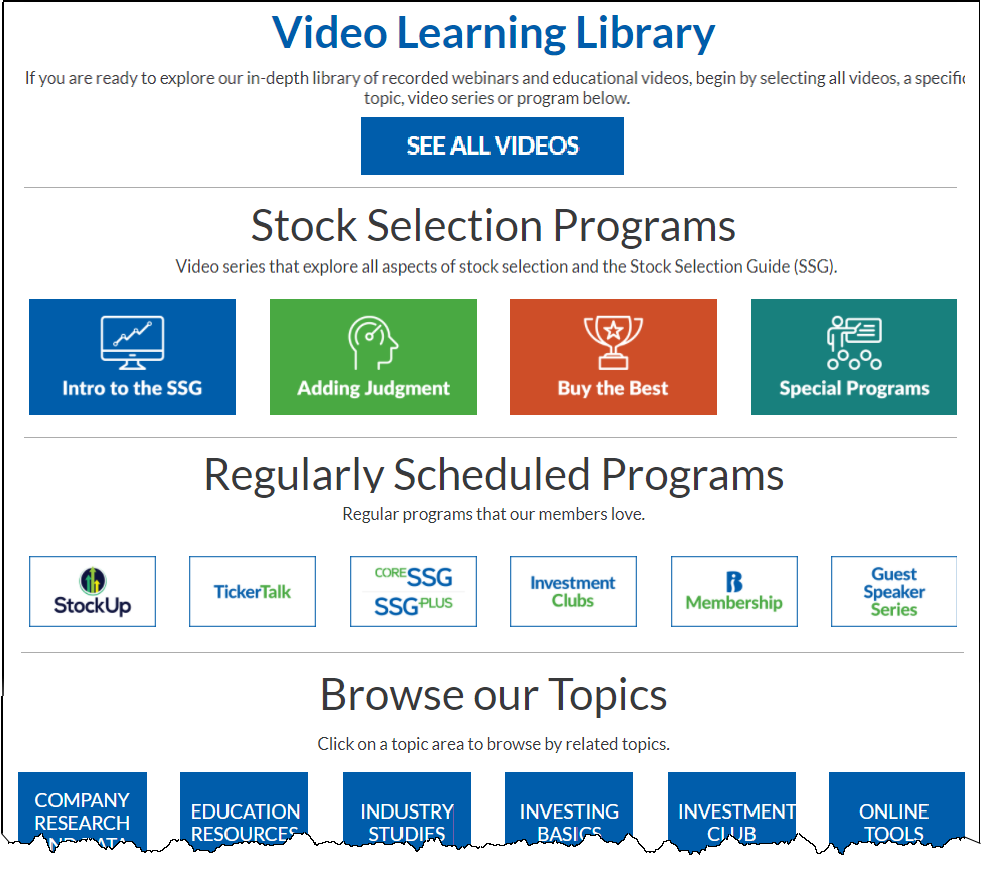 Video Learning Library
If you are ready to explore our in-depth library of recorded webinars and educational videos, begin by selecting all videos, a specific
topic, video series or program below.
SEE ALL VIDEOS
Stock Selection Programs
Video series that explore all aspects of stock selection and the Stock Selection Guide (SSG).
Intro to the SSG
Adding Judgment
Buy the Best
Special Programs
Regularly Scheduled Programs
Regular programs that our members love.
StockUp
TickerTalk
CORE SSG
SSG PLUS
Investment
Clubs
Membership
Guest
Speaker
Series
Browse our Topics
Click on a topic area to browse by related topics.
COMPANY
RESEARCH
AND DATA
EDUCATION
RESOURCES
INDUSTRY
STUDIES
INVESTING
BASICS
INVESTMENT
CLUB
ONLINE
TOOLS